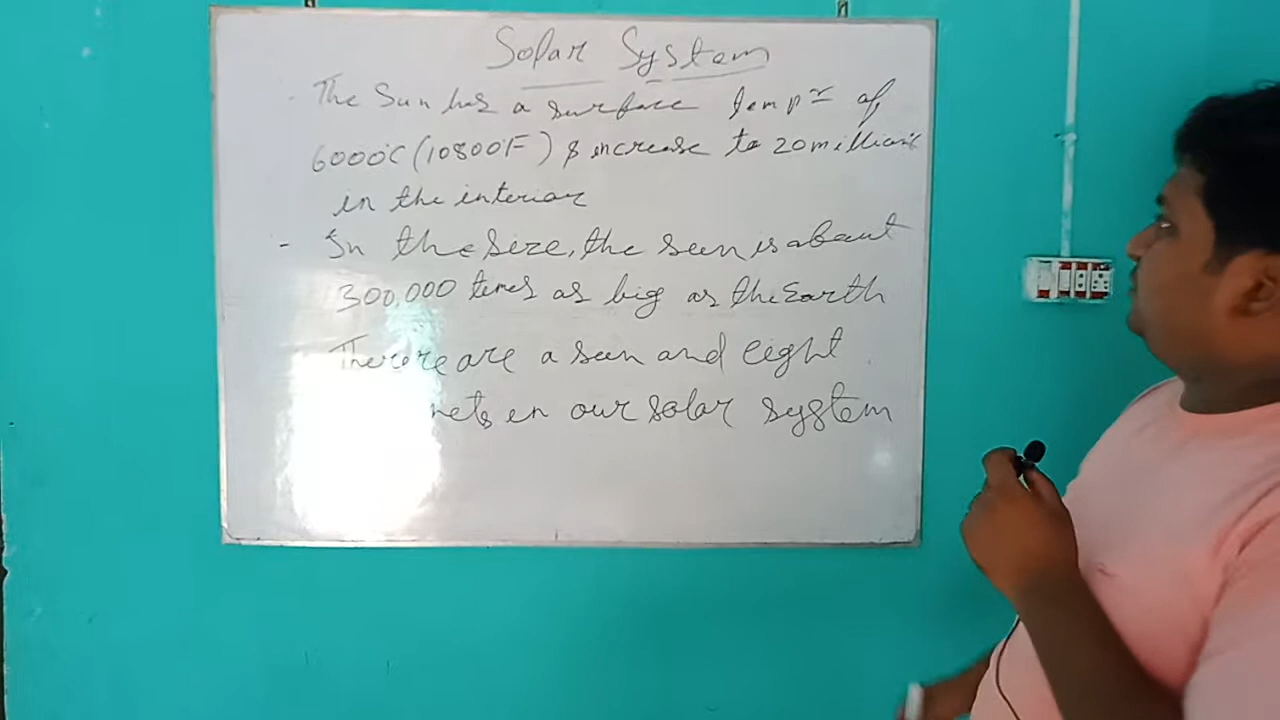 Solar System
- The Sun has a surface temp^r of
6000°C (10800F) & increase to 20 million°c
in the interior
- In the size, the sun is about
300,000 times as big as the Earth
There are a sun and eight
nets in our solar system